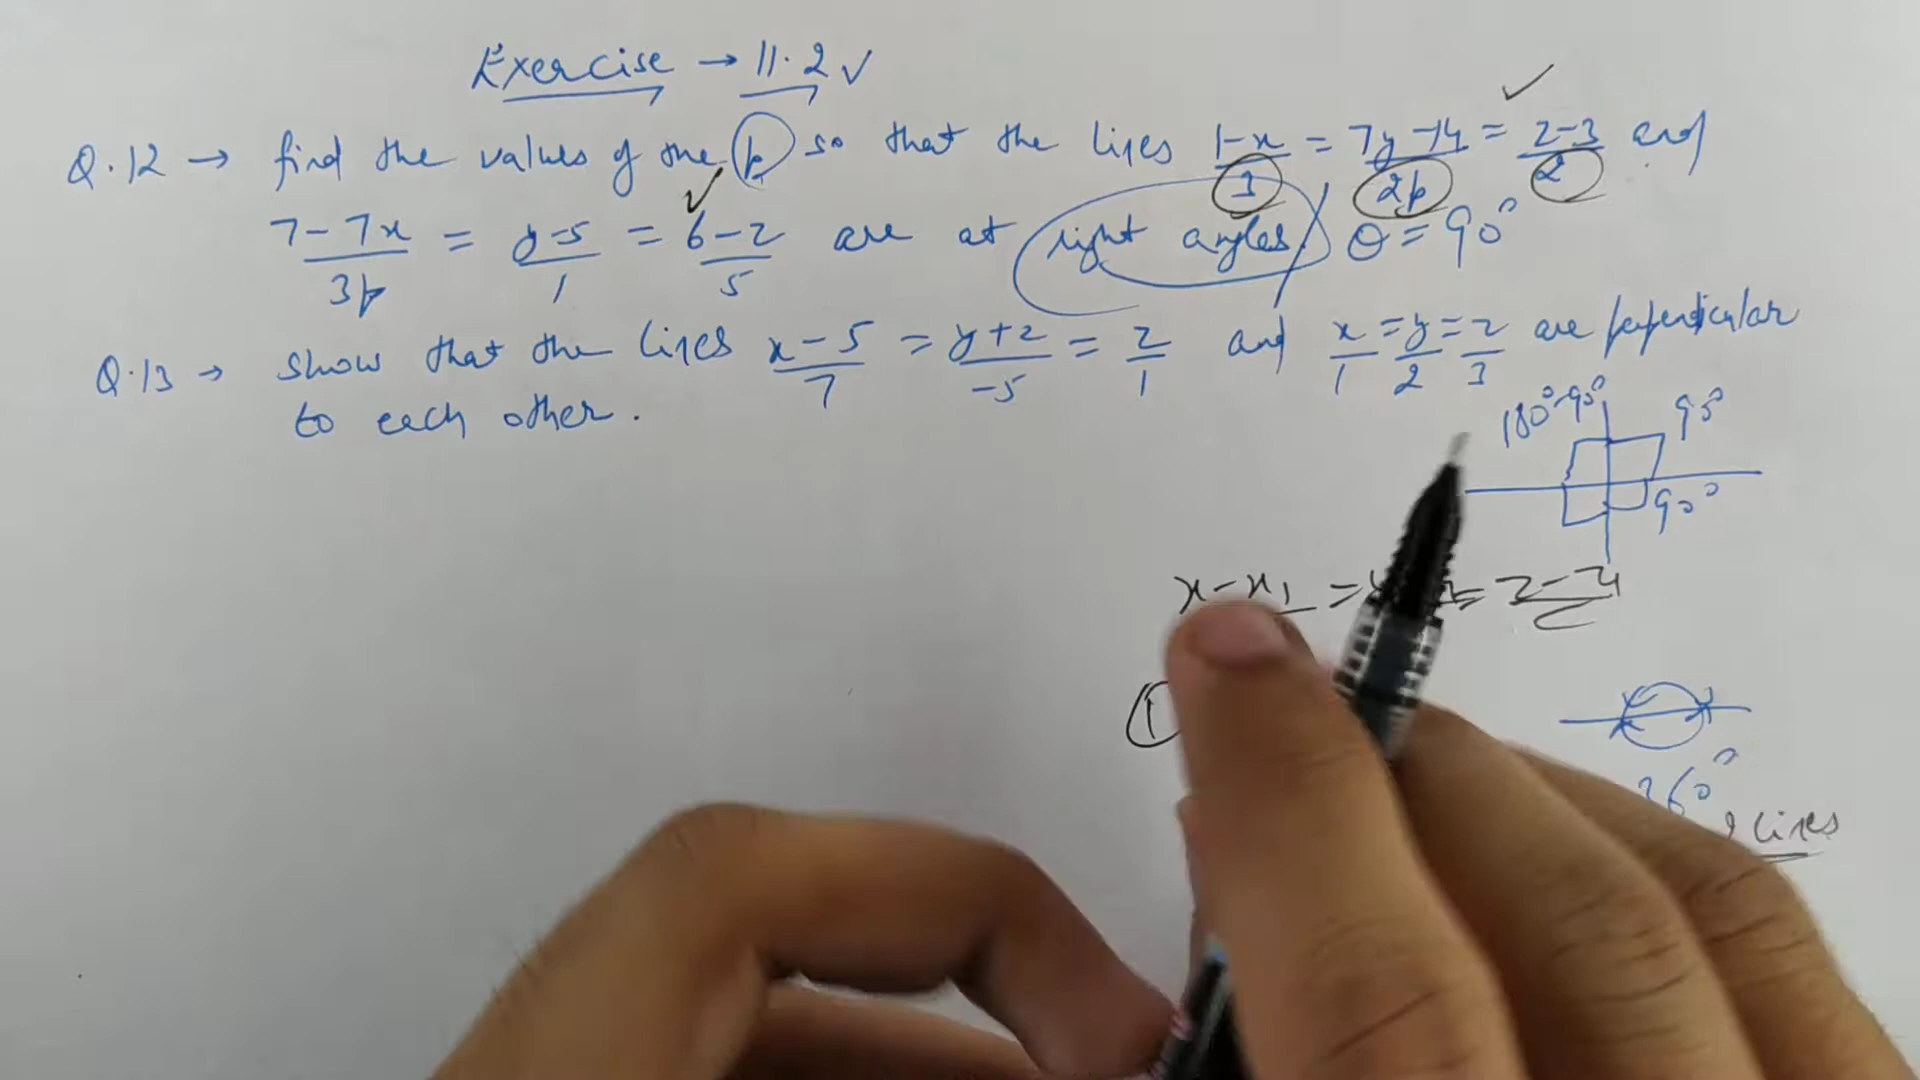 Exercise → 11.2 ✓
Q.12 → find the values of the p so that the lines 1-x/3 = 7y-14/2p = z-3/2 and
7-7x/3p = y-5/1 = 6-z/5 are at right angles. θ = 90°
Q.13 → Show that the lines x-5/7 = y+2/-5 = z/1 and x/1 = y/2 = z/3 are perpendicular
to each other.
180°-90° 90°
90°
x-x1 = = z-z1
c
1
360°
lines